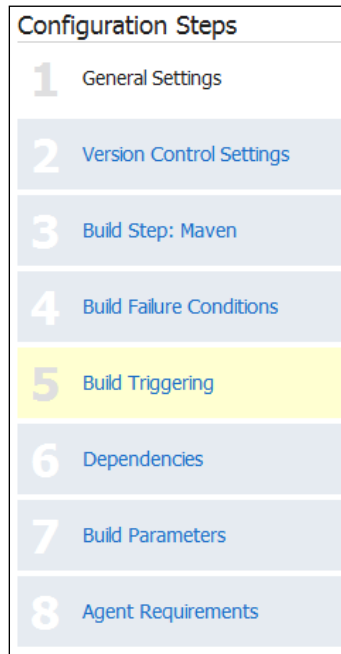 Configuration Steps
1 General Settings
2 Version Control Settings
3 Build Step: Maven
4 Build Failure Conditions
5 Build Triggering
6 Dependencies
7 Build Parameters
8 Agent Requirements